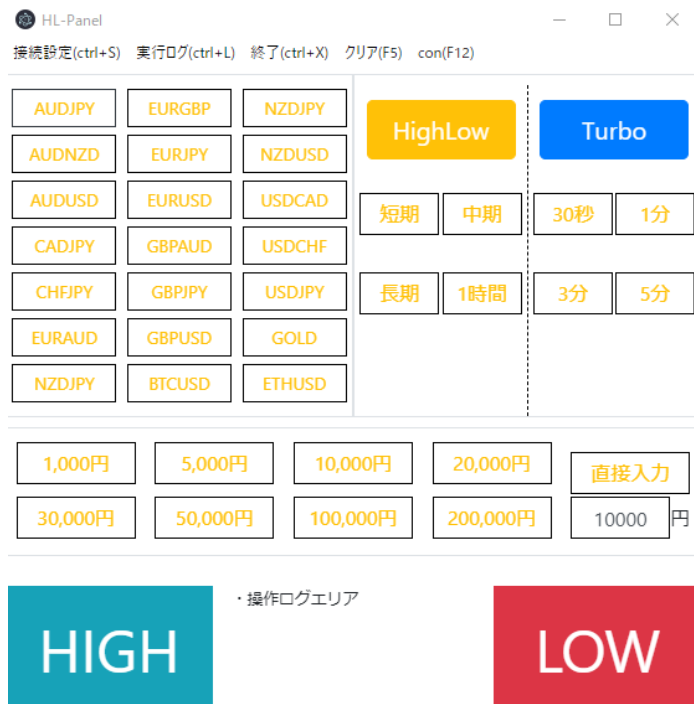 HL-Panel
接続設定(ctrl+S) 実行ログ(ctrl+L) 終了(ctrl+X) クリア(F5) con(F12)
AUDJPY EURGBP NZDJPY
AUDNZD EURJPY NZDUSD
AUDUSD EURUSD USDCAD
CADJPY GBPAUD USDCHF
CHFJPY GBPJPY USDJPY
EURAUD GBPUSD GOLD
NZDJPY BTCUSD ETHUSD
HighLow Turbo
短期 中期 30秒 1分
長期 1時間 3分 5分
1,000円 5,000円 10,000円 20,000円 直接入力
30,000円 50,000円 100,000円 200,000円 10000 円
・操作ログエリア
HIGH LOW